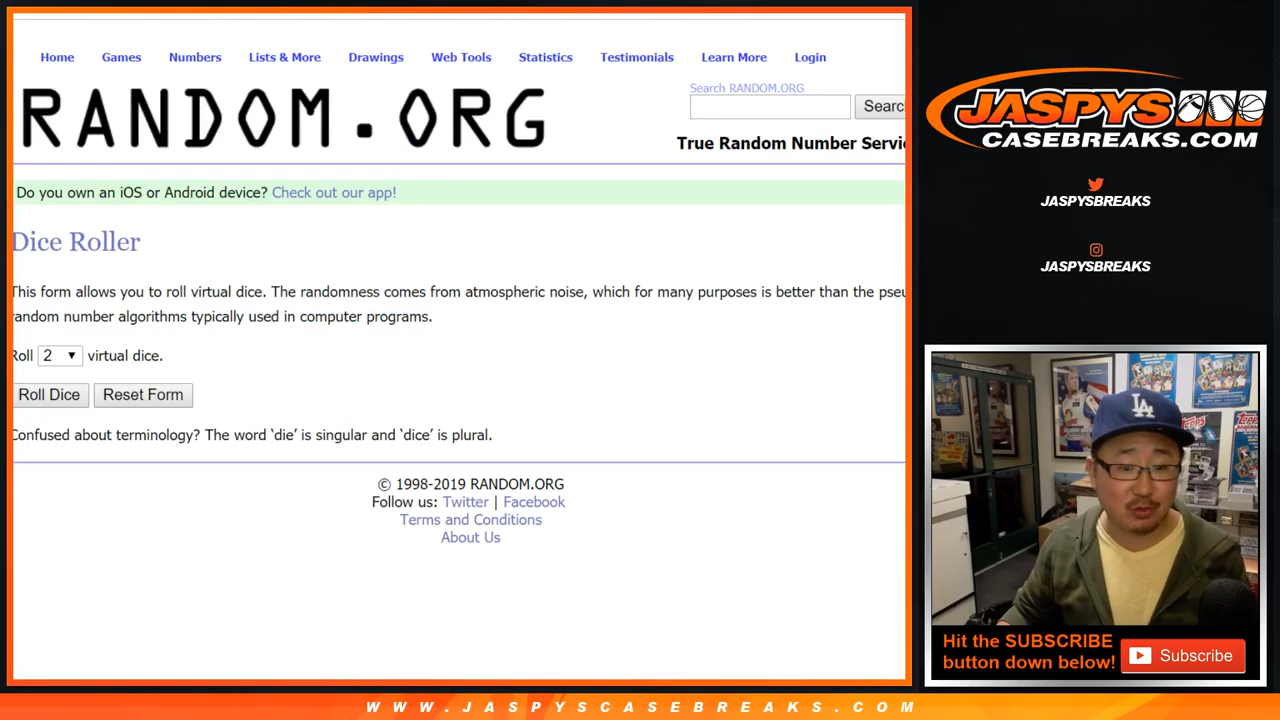 Home Games Numbers Lists & More Drawings Web Tools Statistics Testimonials Learn More Login
Search RANDOM.ORG
RANDOM.ORG
Searc
True Random Number Servi
Do you own an iOS or Android device? Check out our app!
Dice Roller
This form allows you to roll virtual dice. The randomness comes from atmospheric noise, which for many purposes is better than the pseu
random number algorithms typically used in computer programs.
Roll 2 virtual dice.
Roll Dice Reset Form
Confused about terminology? The word ‘die’ is singular and ‘dice’ is plural.
© 1998-2019 RANDOM.ORG
Follow us: Twitter | Facebook
Terms and Conditions
About Us
JASPYS
CASEBREAKS.COM
JASPYSBREAKS
JASPYSBREAKS
LA
Topps
Topps
Hit the SUBSCRIBE
button down below!
Subscribe
WWW.JASPYSCASEBREAKS.COM